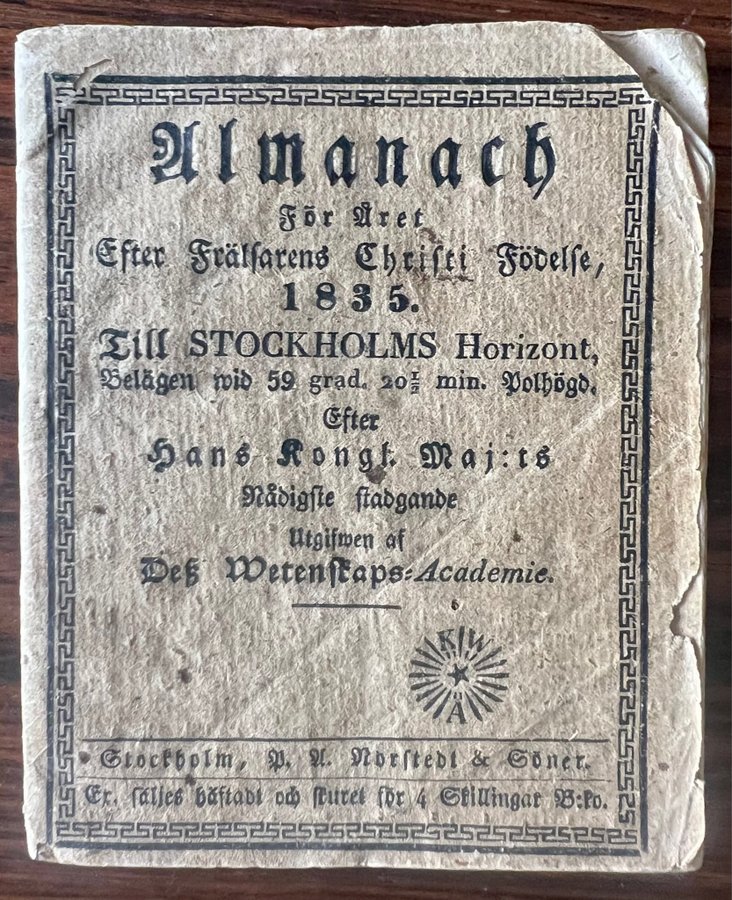 Almanach
För Året
Efter Frälsarens Christi Födelse,
1835.
Till STOCKHOLMS Horizont,
Belägen wid 59 grad. 20½ min. Polhögd.
Efter
Hans Kongl. Maj:ts
Nådigste stadgande
Utgifwen af
Deß Wetenskaps-Academie.
K W
A
Stockholm, P. A. Norstedt & Söner.
Ex. säljes häftadt och skuret för 4 Skillingar B:ko.